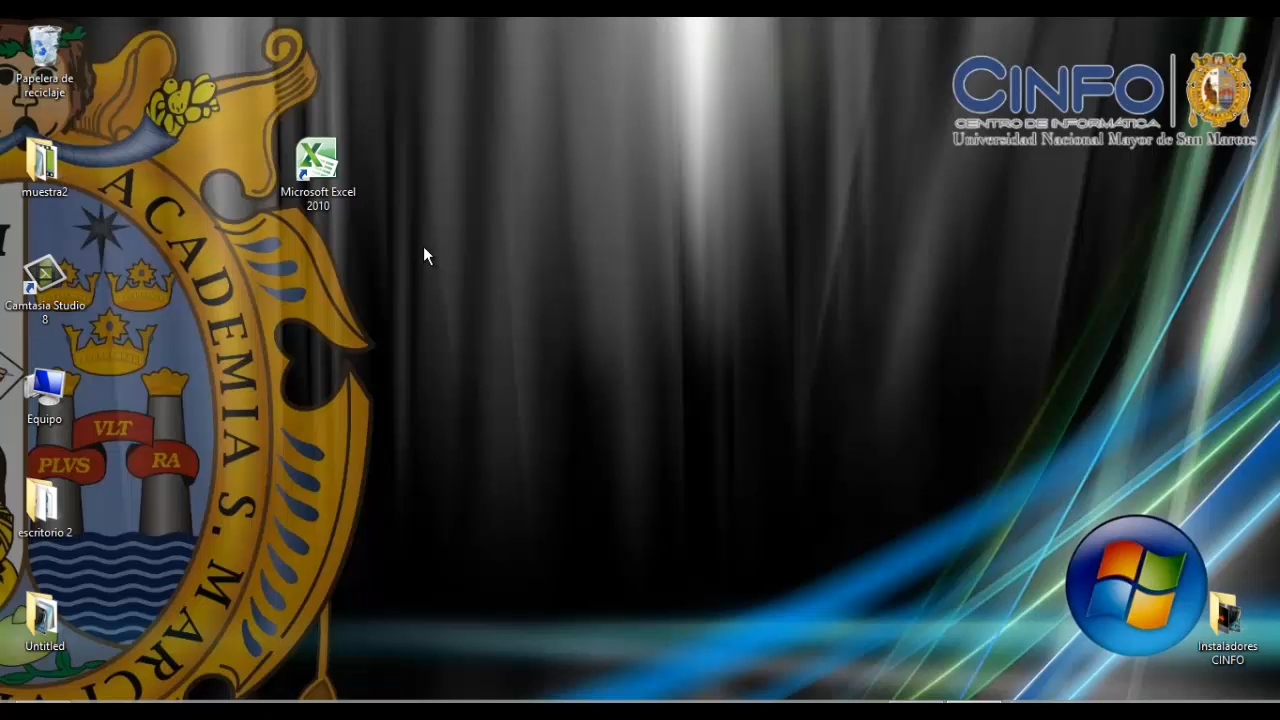 Papelera de
reciclaje
muestra2
Camtasia Studio
8
Equipo
escritorio 2
Untitled
Microsoft Excel
2010
ACADEMIA S. MARCI
PLVS VLT RA
CINFO
CENTRO DE INFORMÁTICA
Universidad Nacional Mayor de San Marcos
Instaladores
CINFO